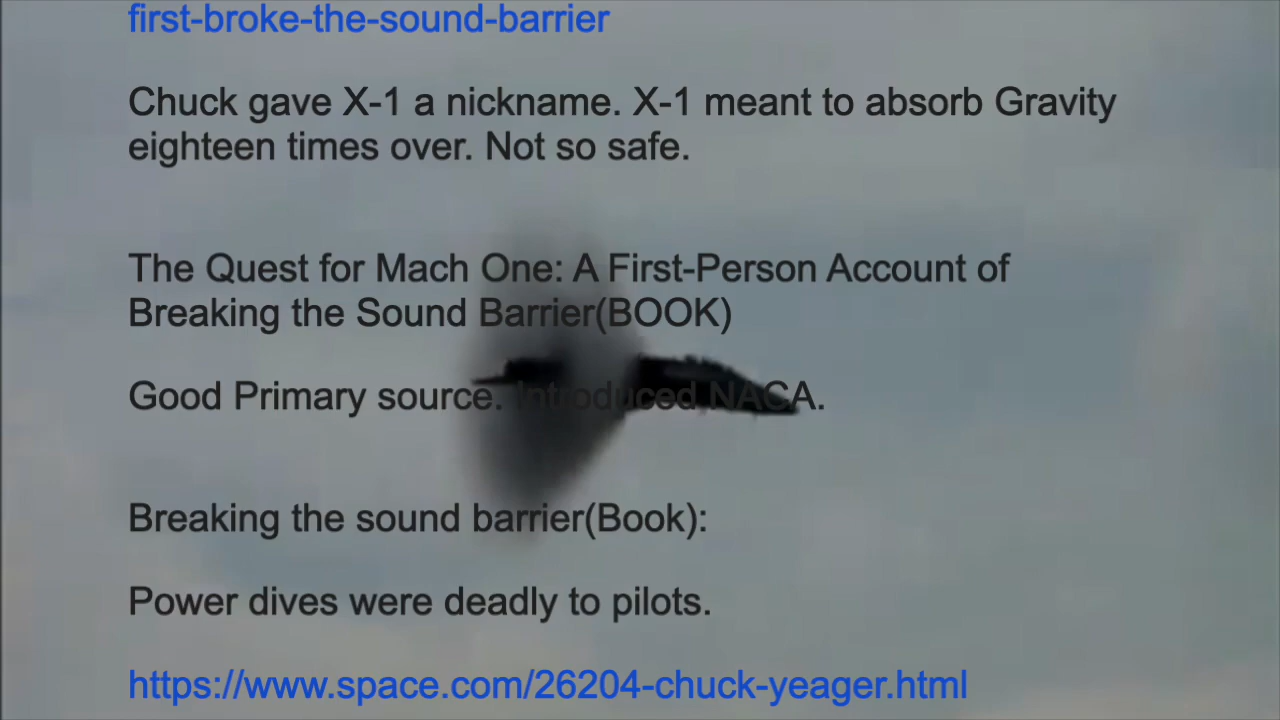 first-broke-the-sound-barrier
Chuck gave X-1 a nickname. X-1 meant to absorb Gravity
eighteen times over. Not so safe.
The Quest for Mach One: A First-Person Account of
Breaking the Sound Barrier(BOOK)
Good Primary source. Introduced NACA.
Breaking the sound barrier(Book):
Power dives were deadly to pilots.
https://www.space.com/26204-chuck-yeager.html